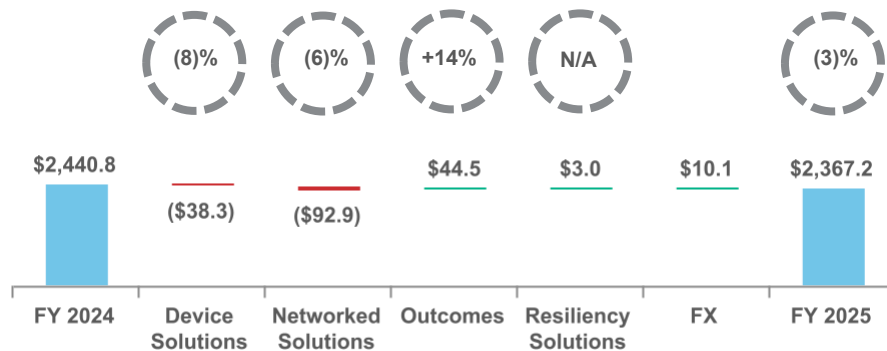 (8)%
(6)%
+14%
N/A
(3)%
$2,440.8
($38.3)
($92.9)
$44.5
$3.0
$10.1
$2,367.2
FY 2024
Device
Solutions
Networked
Solutions
Outcomes
Resiliency
Solutions
FX
FY 2025